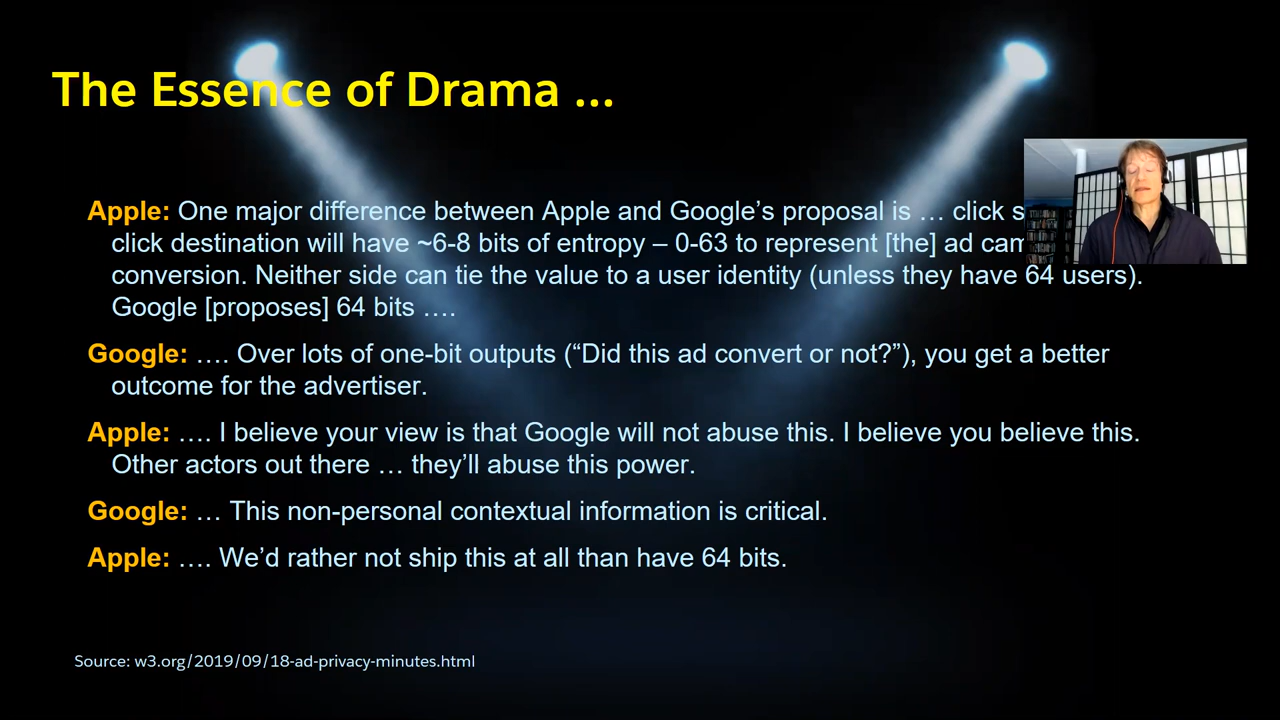 The Essence of Drama ...
Apple: One major difference between Apple and Google’s proposal is … click
click destination will have ~6-8 bits of entropy – 0-63 to represent [the] ad
conversion. Neither side can tie the value to a user identity (unless they have 64 users).
Google [proposes] 64 bits ….
Google: …. Over lots of one-bit outputs (“Did this ad convert or not?”), you get a better
outcome for the advertiser.
Apple: …. I believe your view is that Google will not abuse this. I believe you believe this.
Other actors out there … they’ll abuse this power.
Google: … This non-personal contextual information is critical.
Apple: …. We’d rather not ship this at all than have 64 bits.
Source: w3.org/2019/09/18-ad-privacy-minutes.html